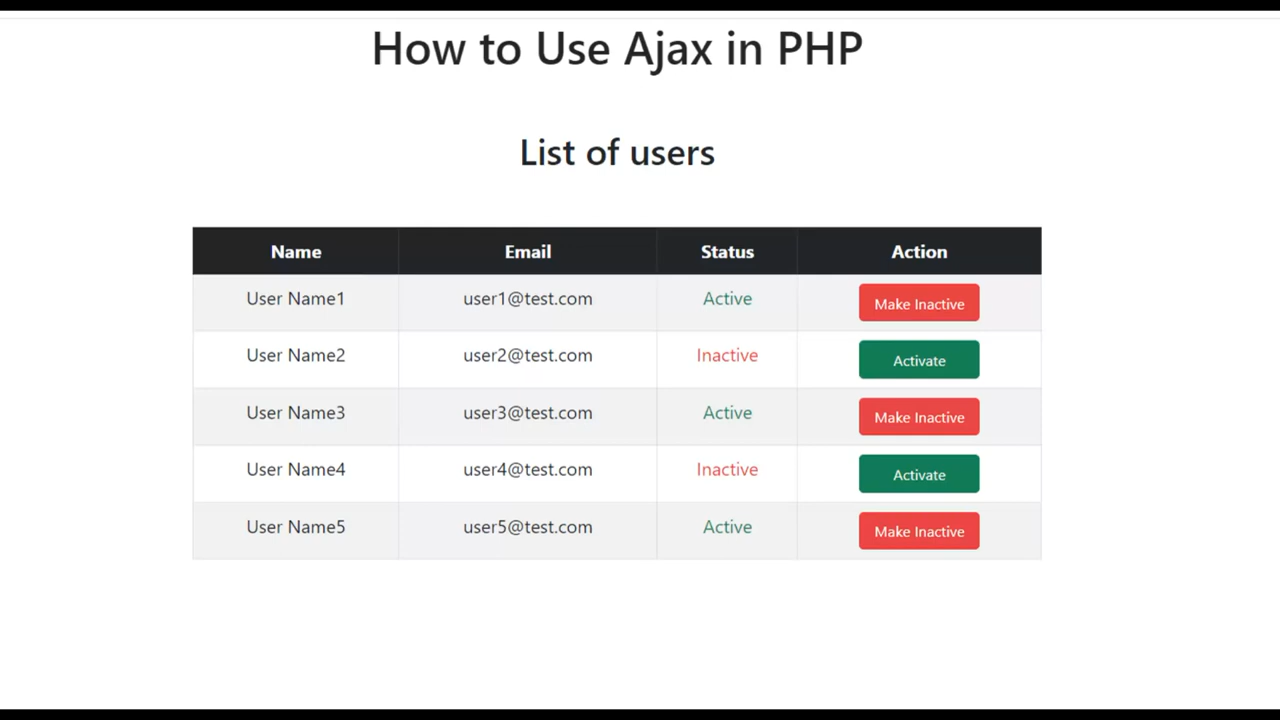 How to Use Ajax in PHP
List of users
Name Email Status Action
User Name1 user1@test.com Active Make Inactive
User Name2 user2@test.com Inactive Activate
User Name3 user3@test.com Active Make Inactive
User Name4 user4@test.com Inactive Activate
User Name5 user5@test.com Active Make Inactive